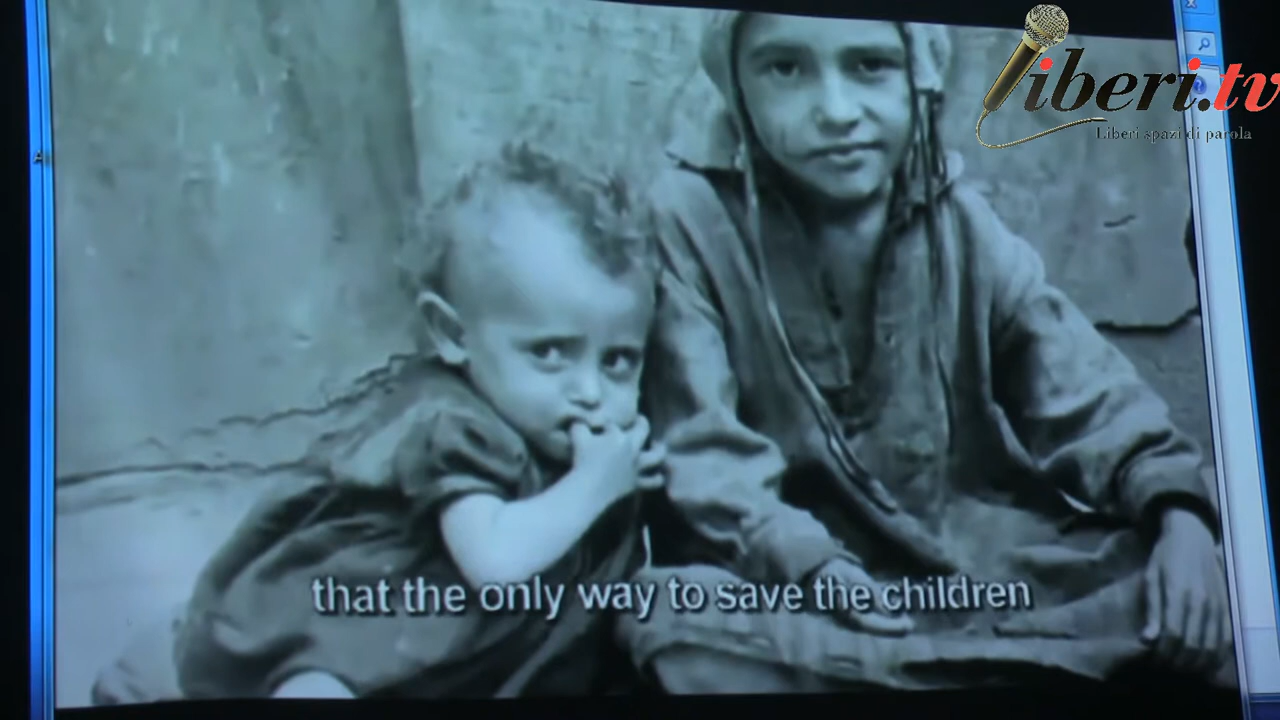 liberi.tv
Liberi spazi di parola
that the only way to save the children